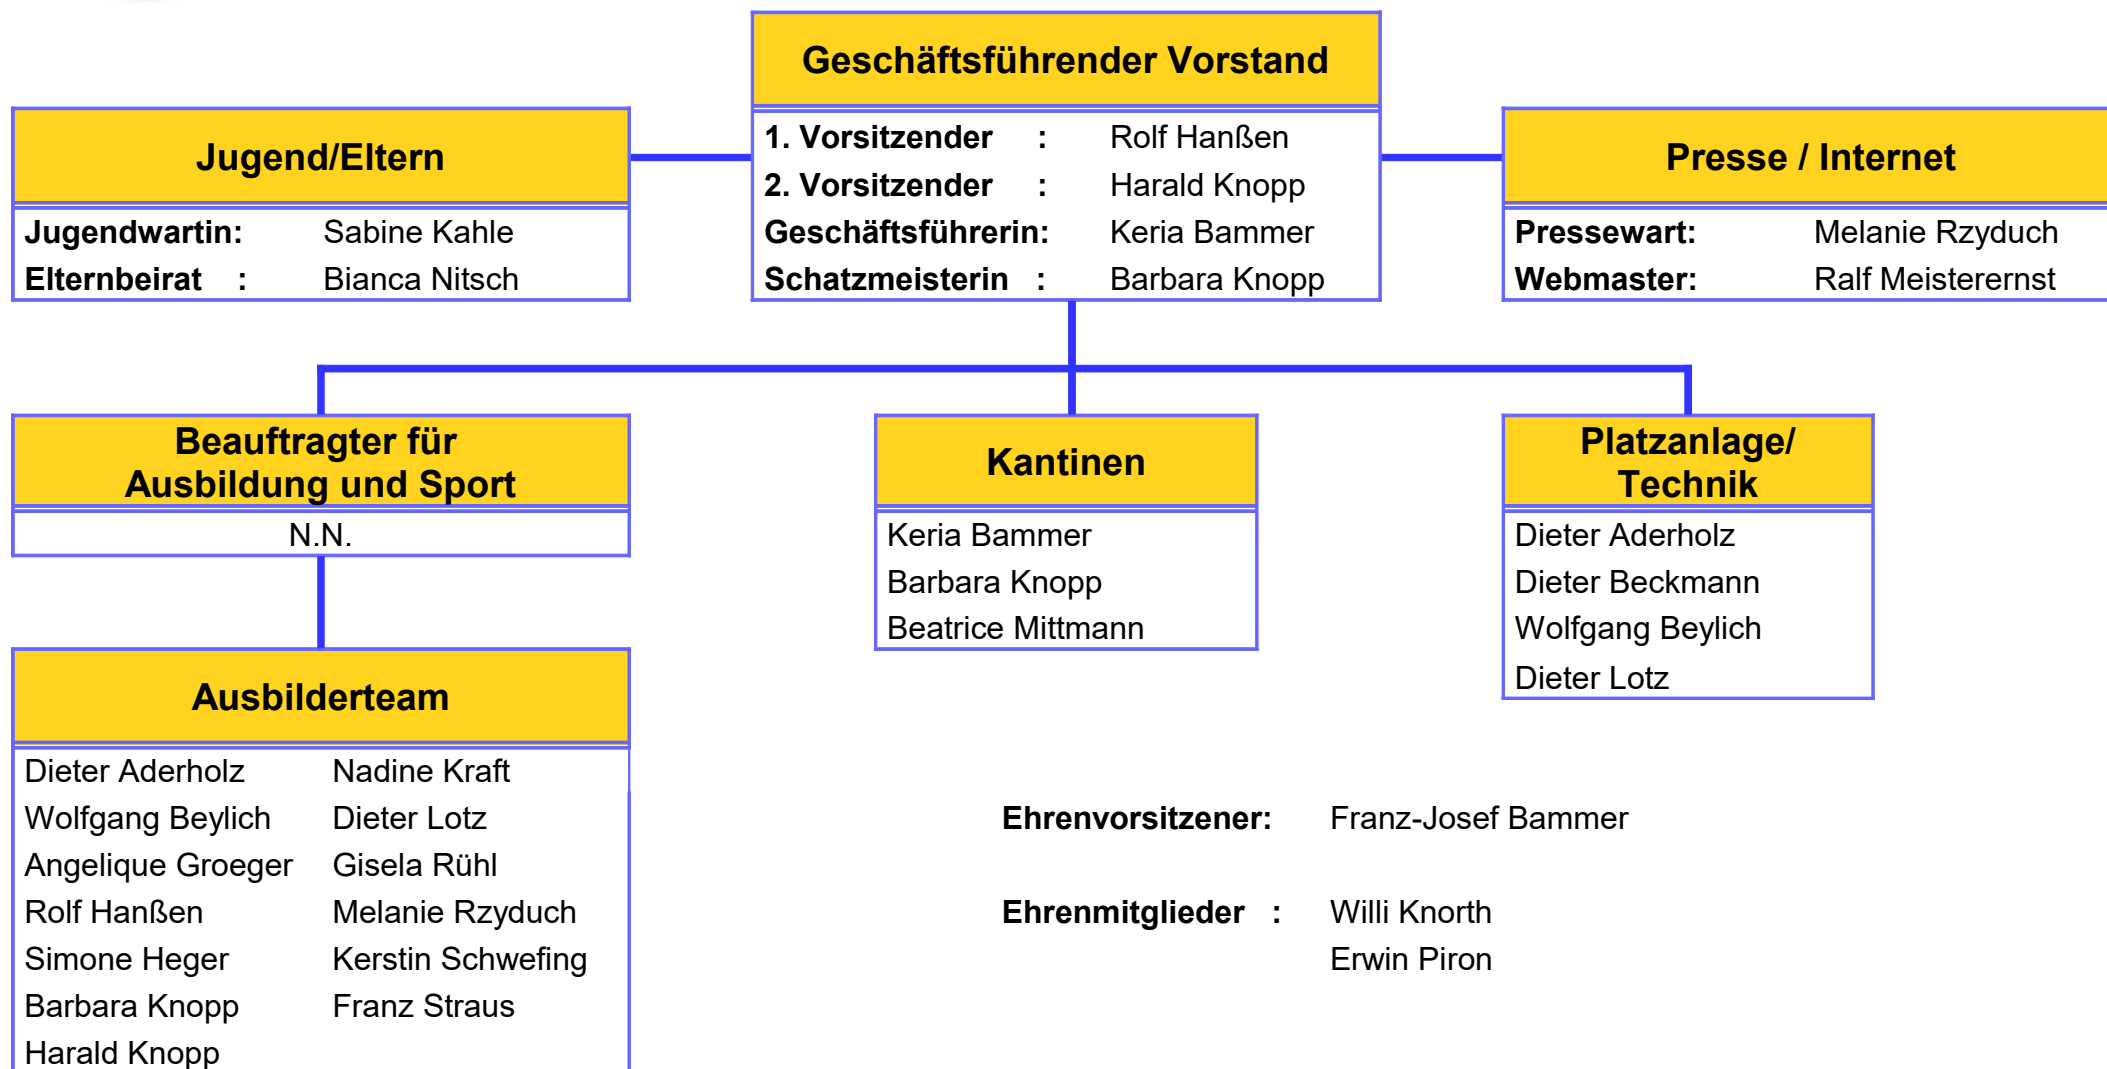 Geschäftsführender Vorstand
1. Vorsitzender : Rolf Hanßen
2. Vorsitzender : Harald Knopp
Geschäftsführerin: Keria Bammer
Schatzmeisterin : Barbara Knopp
Jugend/Eltern
Jugendwartin: Sabine Kahle
Elternbeirat : Bianca Nitsch
Presse / Internet
Pressewart: Melanie Rzyduch
Webmaster: Ralf Meisterernst
Beauftragter für
Ausbildung und Sport
N.N.
Kantinen
Keria Bammer
Barbara Knopp
Beatrice Mittmann
Platzanlage/
Technik
Dieter Aderholz
Dieter Beckmann
Wolfgang Beylich
Dieter Lotz
Ausbilderteam
Dieter Aderholz Nadine Kraft
Wolfgang Beylich Dieter Lotz
Angelique Groeger Gisela Rühl
Rolf Hanßen Melanie Rzyduch
Simone Heger Kerstin Schwefing
Barbara Knopp Franz Straus
Harald Knopp
Ehrenvorsitzener: Franz-Josef Bammer
Ehrenmitglieder : Willi Knorth
Erwin Piron